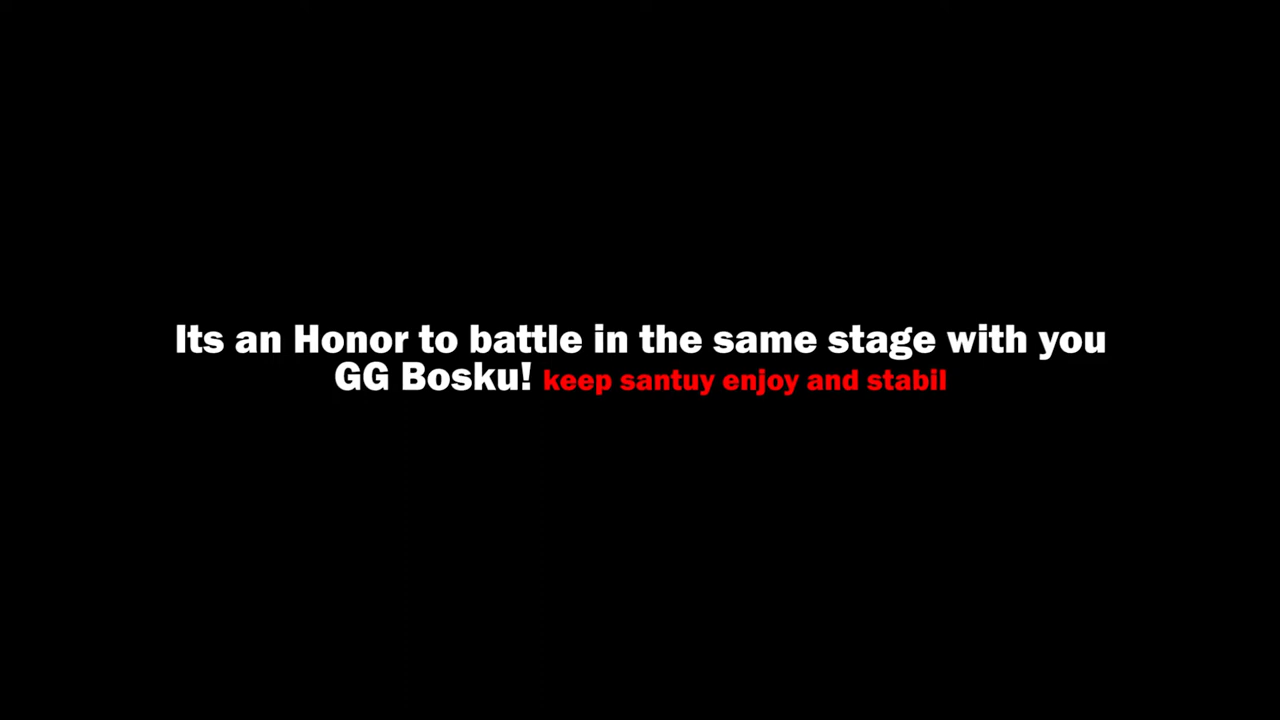 Its an Honor to battle in the same stage with you
GG Bosku! keep santuy enjoy and stabil